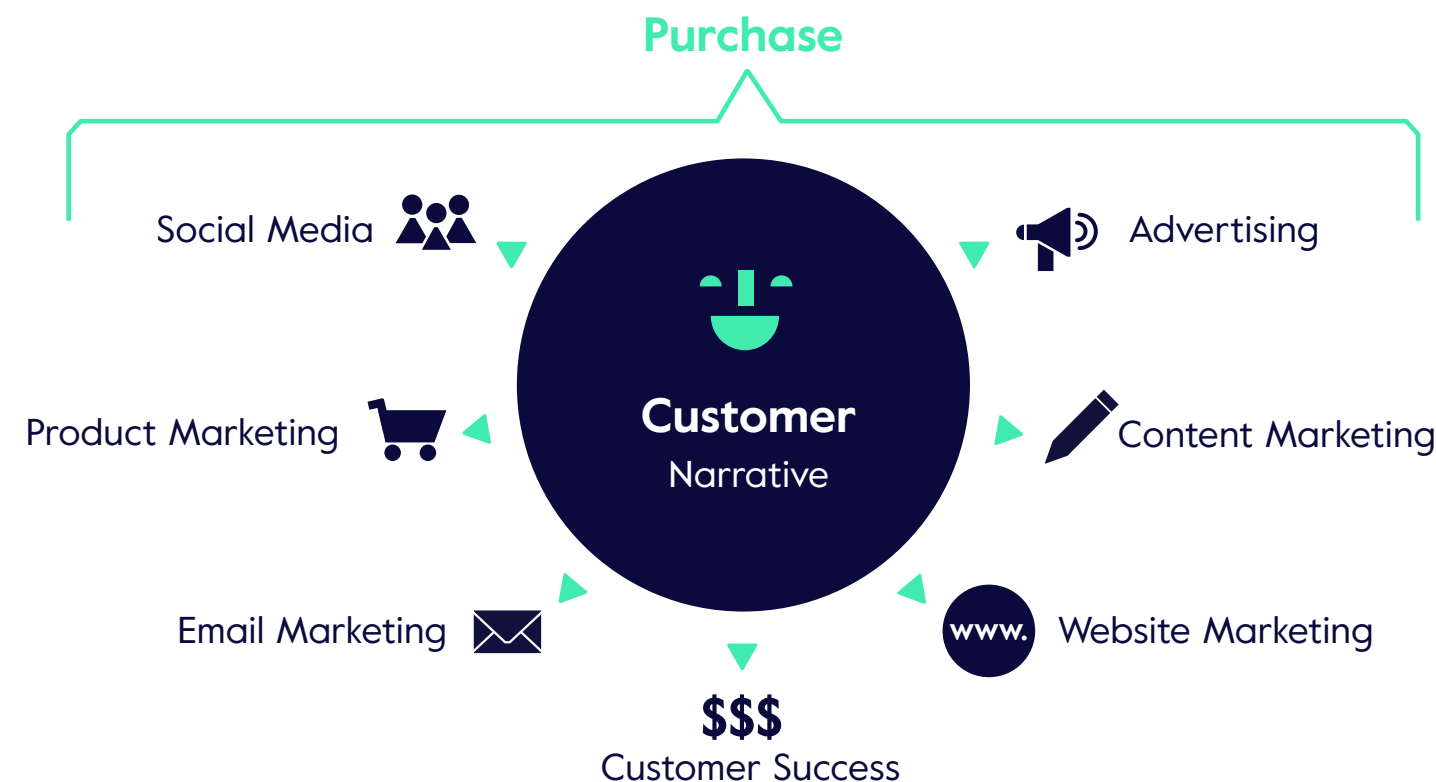 Purchase
Social Media
Advertising
Customer
Narrative
Product Marketing
Content Marketing
Email Marketing
www.
Website Marketing
$$$
Customer Success